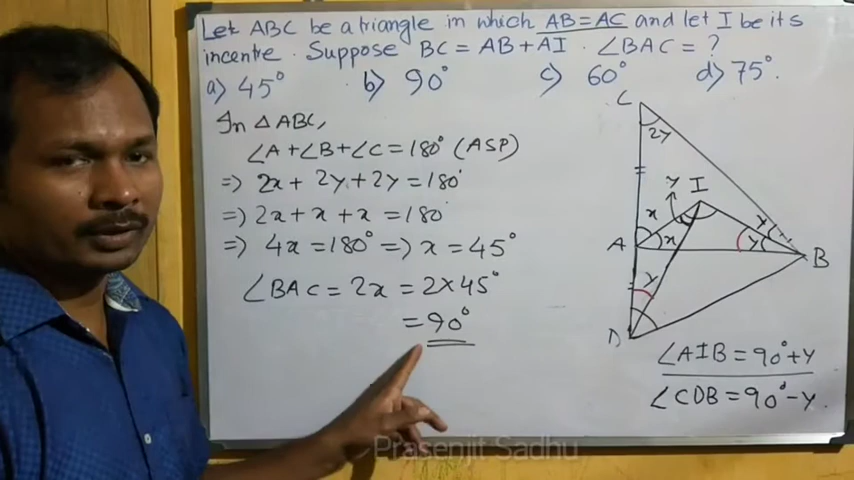 Let ABC be a triangle in which AB = AC and let I be its
incentre. Suppose BC = AB + AI. ∠BAC = ?
a) 45° b) 90° c) 60° d) 75°.
In △ABC,
∠A + ∠B + ∠C = 180° (ASP)
=> 2x + 2y + 2y = 180°
=> 2x + x + x = 180°
=> 4x = 180° => x = 45°
∠BAC = 2x = 2 x 45°
= 90°
C
2y
y I
x
x
A
y
y
B
y
D
∠AIB = 90° + y
∠CDB = 90° - y.
Prasenjit Sadhu